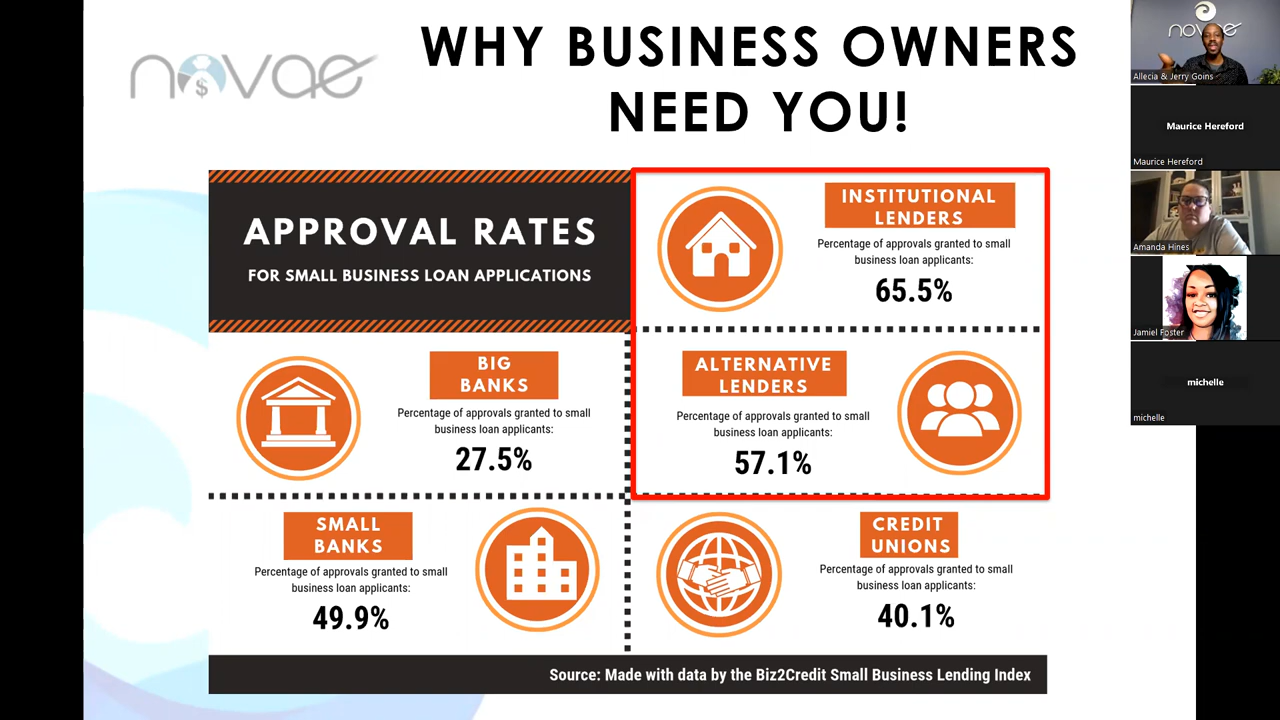 WHY BUSINESS OWNERS
NEED YOU!
novae
$
APPROVAL RATES
FOR SMALL BUSINESS LOAN APPLICATIONS
INSTITUTIONAL
LENDERS
Percentage of approvals granted to small
business loan applicants:
65.5%
BIG
BANKS
Percentage of approvals granted to small
business loan applicants:
27.5%
ALTERNATIVE
LENDERS
Percentage of approvals granted to small
business loan applicants:
57.1%
SMALL
BANKS
Percentage of approvals granted to small
business loan applicants:
49.9%
CREDIT
UNIONS
Percentage of approvals granted to small
business loan applicants:
40.1%
Source: Made with data by the Biz2Credit Small Business Lending Index
novae
Allecia & Jerry Goins
Maurice Hereford
Maurice Hereford
Amanda Hines
Jamiel Foster
michelle
michelle